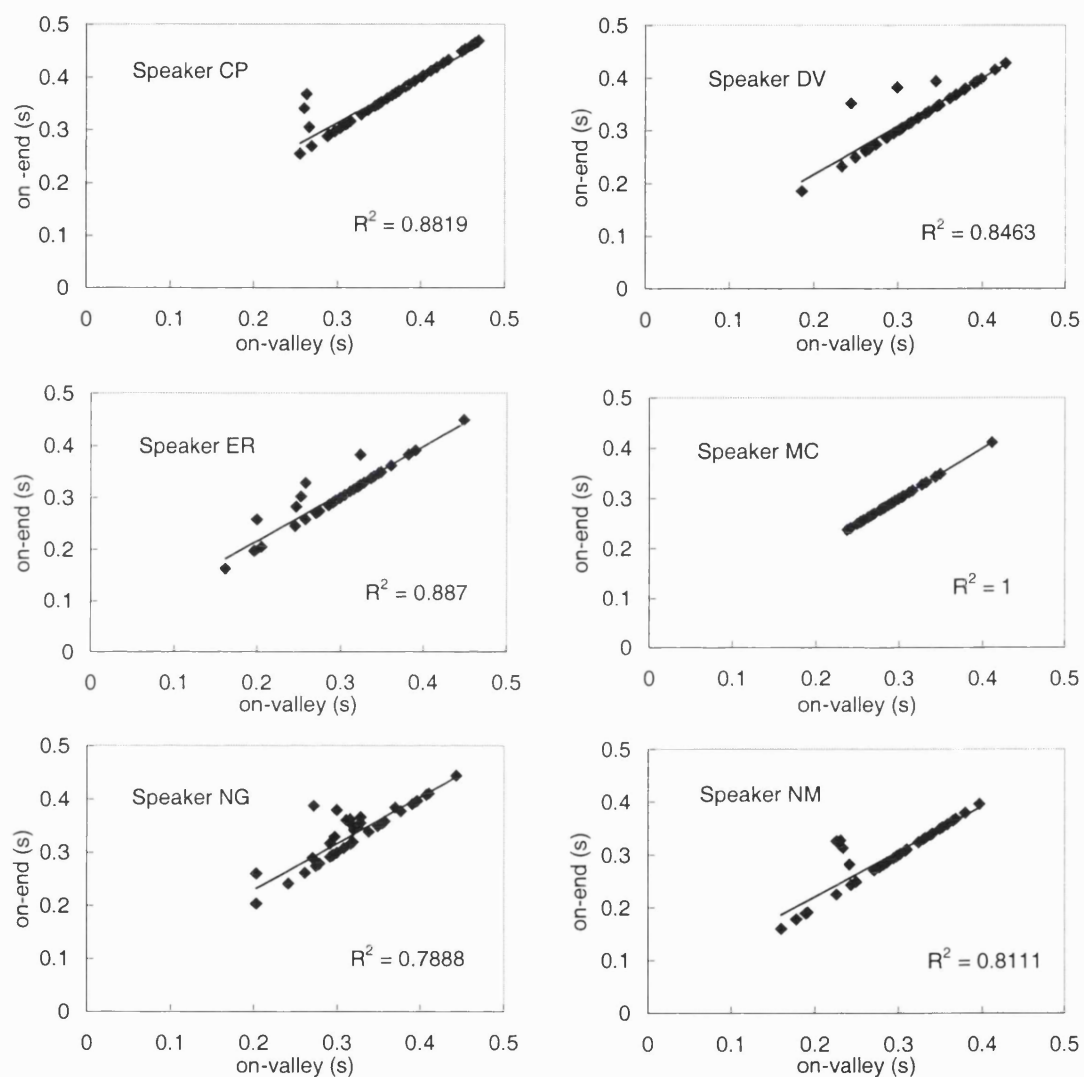 0.5
0.4
0.3
0.2
0.1
0
on -end (s)
Speaker CP
R² = 0.8819
0 0.1 0.2 0.3 0.4 0.5
on-valley (s)
0.5
0.4
0.3
0.2
0.1
0
on-end (s)
Speaker DV
R² = 0.8463
0 0.1 0.2 0.3 0.4 0.5
on-valley (s)
0.5
0.4
0.3
0.2
0.1
0
on-end (s)
Speaker ER
R² = 0.887
0 0.1 0.2 0.3 0.4 0.5
on-valley (s)
0.5
0.4
0.3
0.2
0.1
0
on-end (s)
Speaker MC
R² = 1
0 0.1 0.2 0.3 0.4 0.5
on-valley (s)
0.5
0.4
0.3
0.2
0.1
0
on-end (s)
Speaker NG
R² = 0.7888
0 0.1 0.2 0.3 0.4 0.5
on-valley (s)
0.5
0.4
0.3
0.2
0.1
0
on-end (s)
Speaker NM
R² = 0.8111
0 0.1 0.2 0.3 0.4 0.5
on-valley (s)